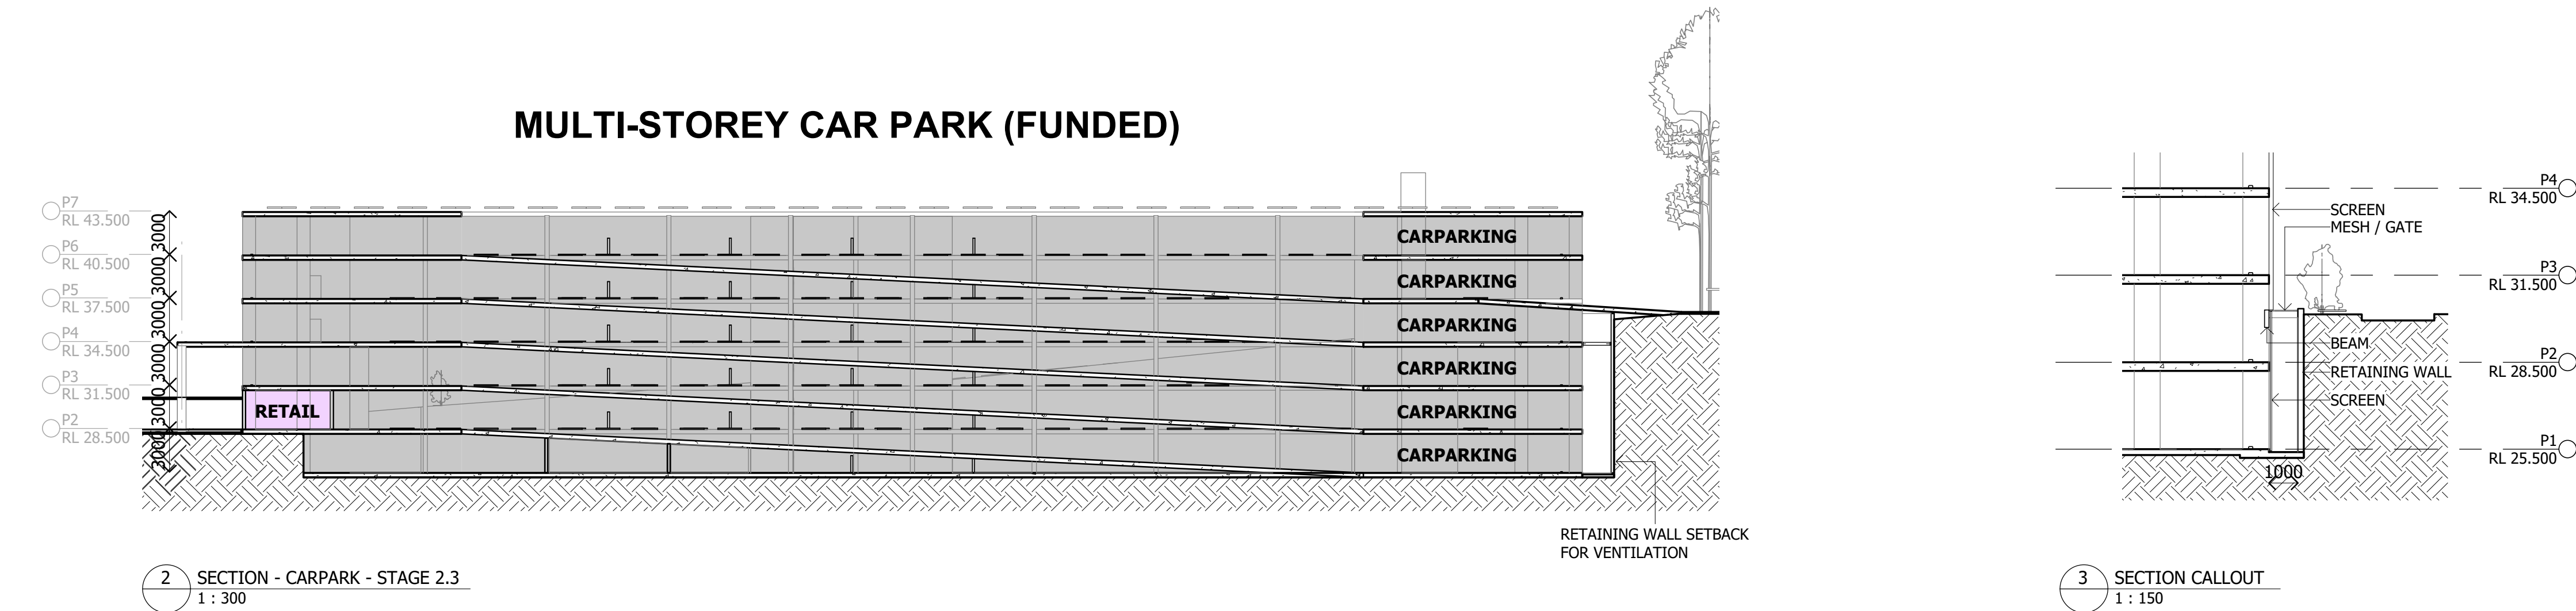 MULTI-STOREY CAR PARK (FUNDED)
P7
RL 43.500
P6
RL 40.500
P5
RL 37.500
P4
RL 34.500
P3
RL 31.500
P2
RL 28.500
3000
3000
3000
3000
3000
3000
CARPARKING
CARPARKING
CARPARKING
CARPARKING
CARPARKING
CARPARKING
RETAIL
RETAINING WALL SETBACK
FOR VENTILATION
2
SECTION - CARPARK - STAGE 2.3
1 : 300
P4
RL 34.500
SCREEN
MESH / GATE
P3
RL 31.500
BEAM
P2
RL 28.500
RETAINING WALL
SCREEN
P1
RL 25.500
1000
3
SECTION CALLOUT
1 : 150